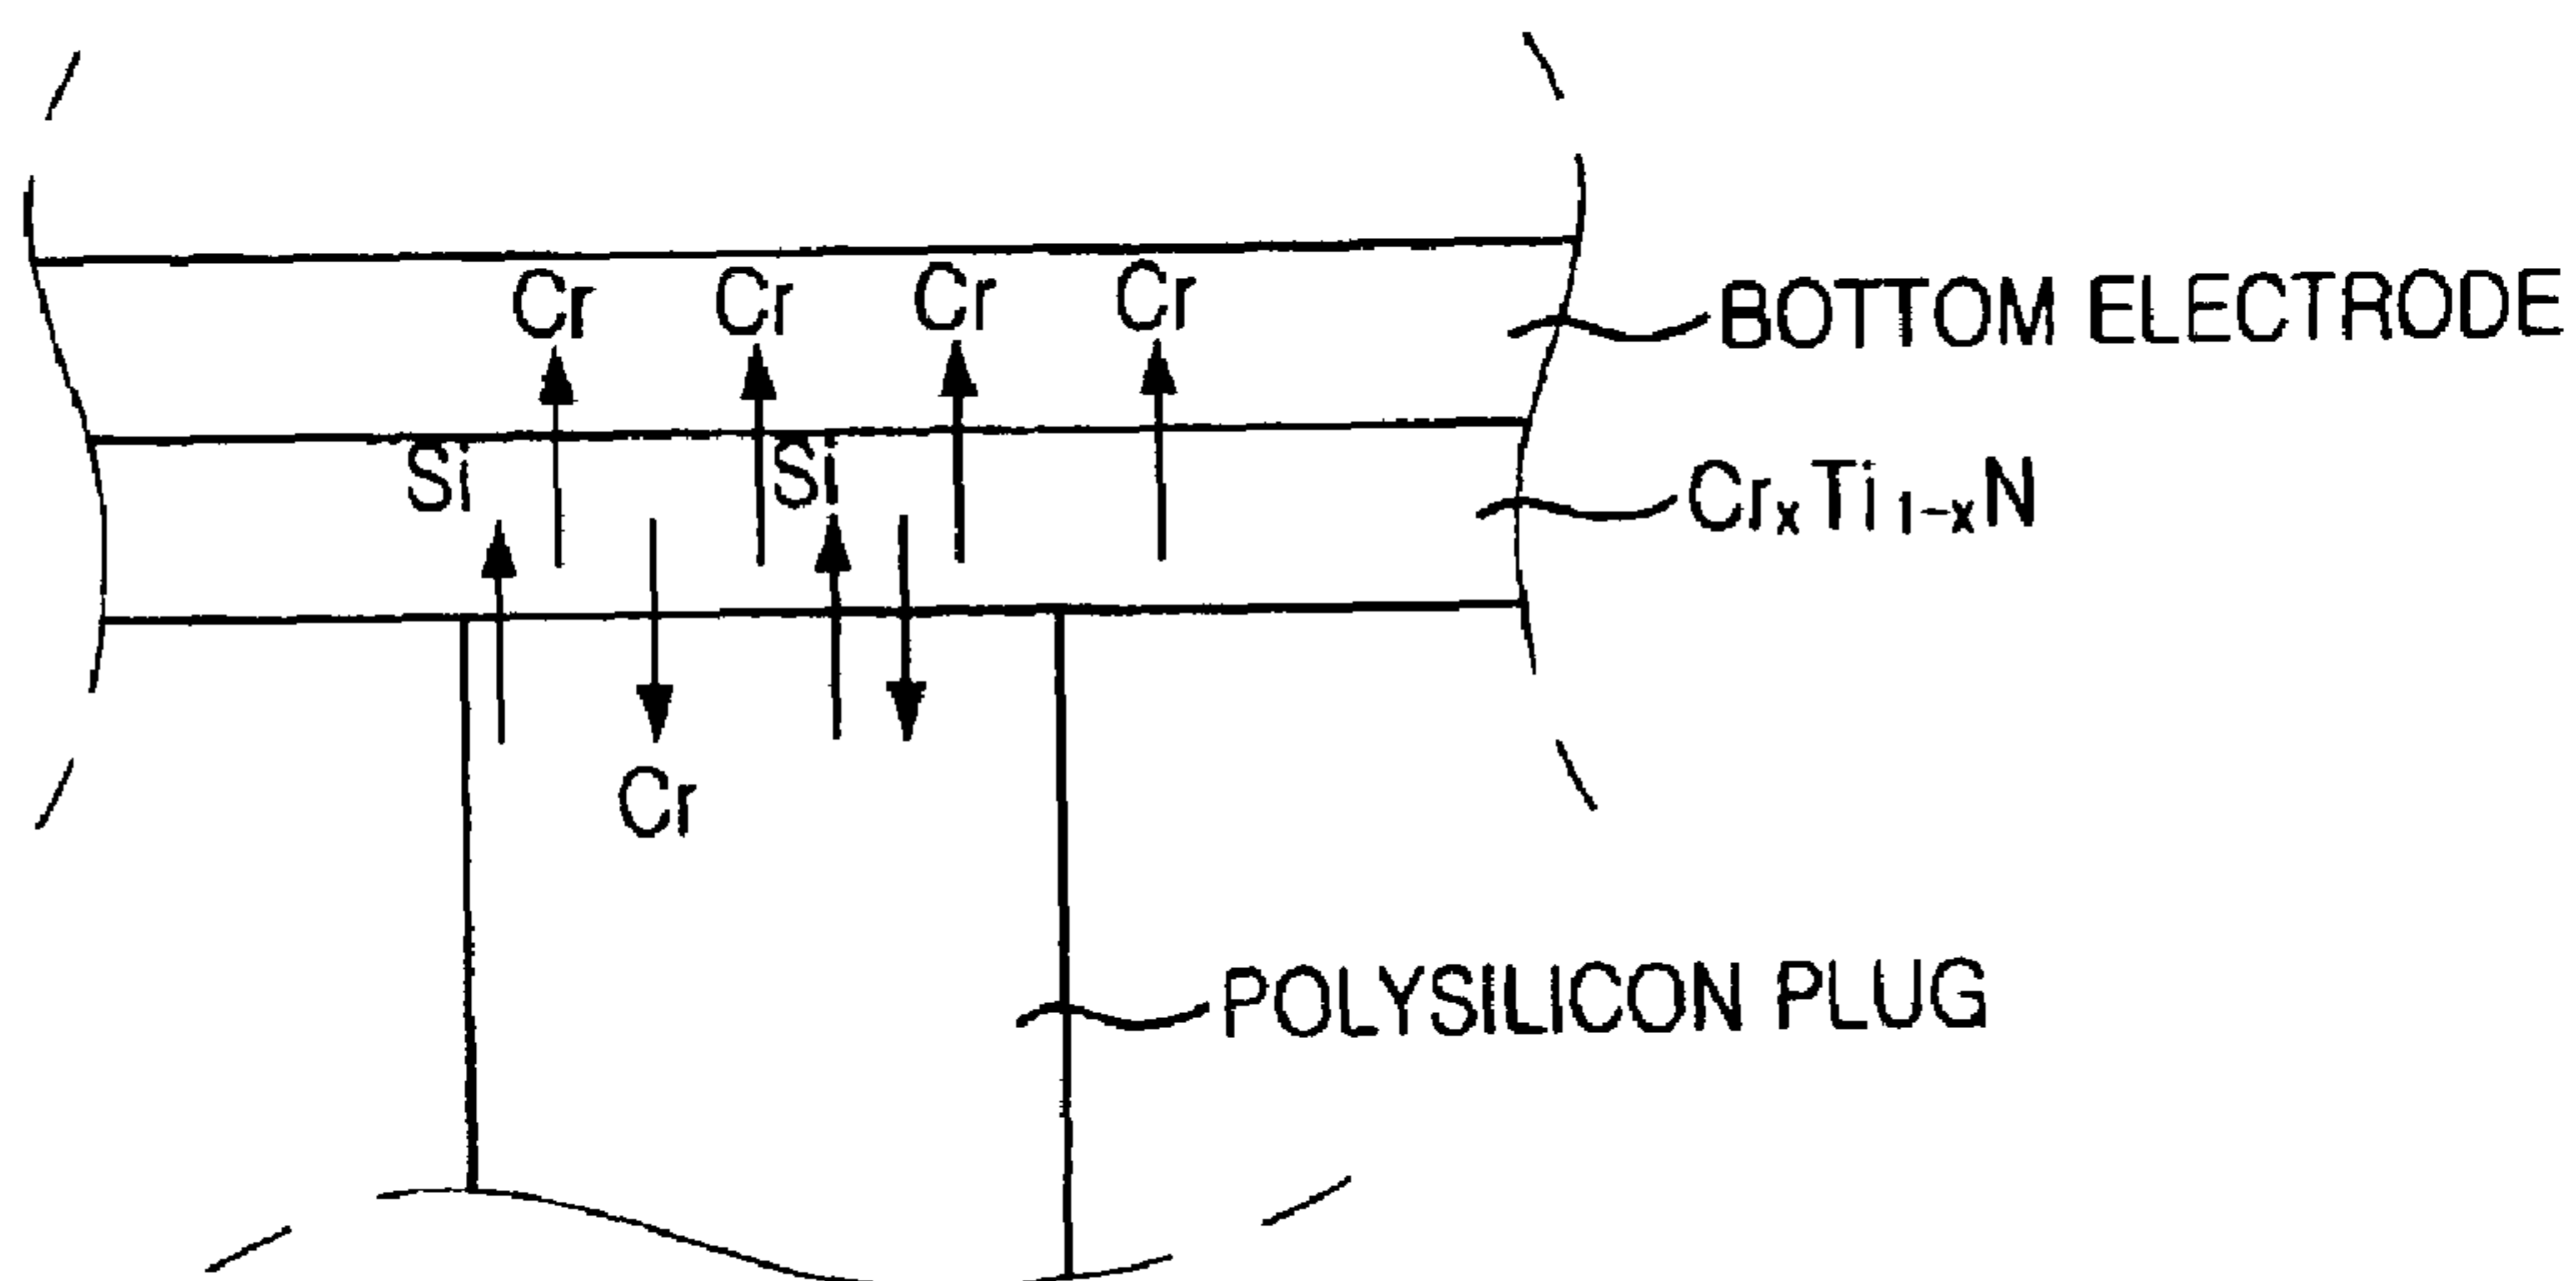 Cr Cr Cr Cr
BOTTOM ELECTRODE
Si Si
CrₓTi₁₋ₓN
Cr
POLYSILICON PLUG